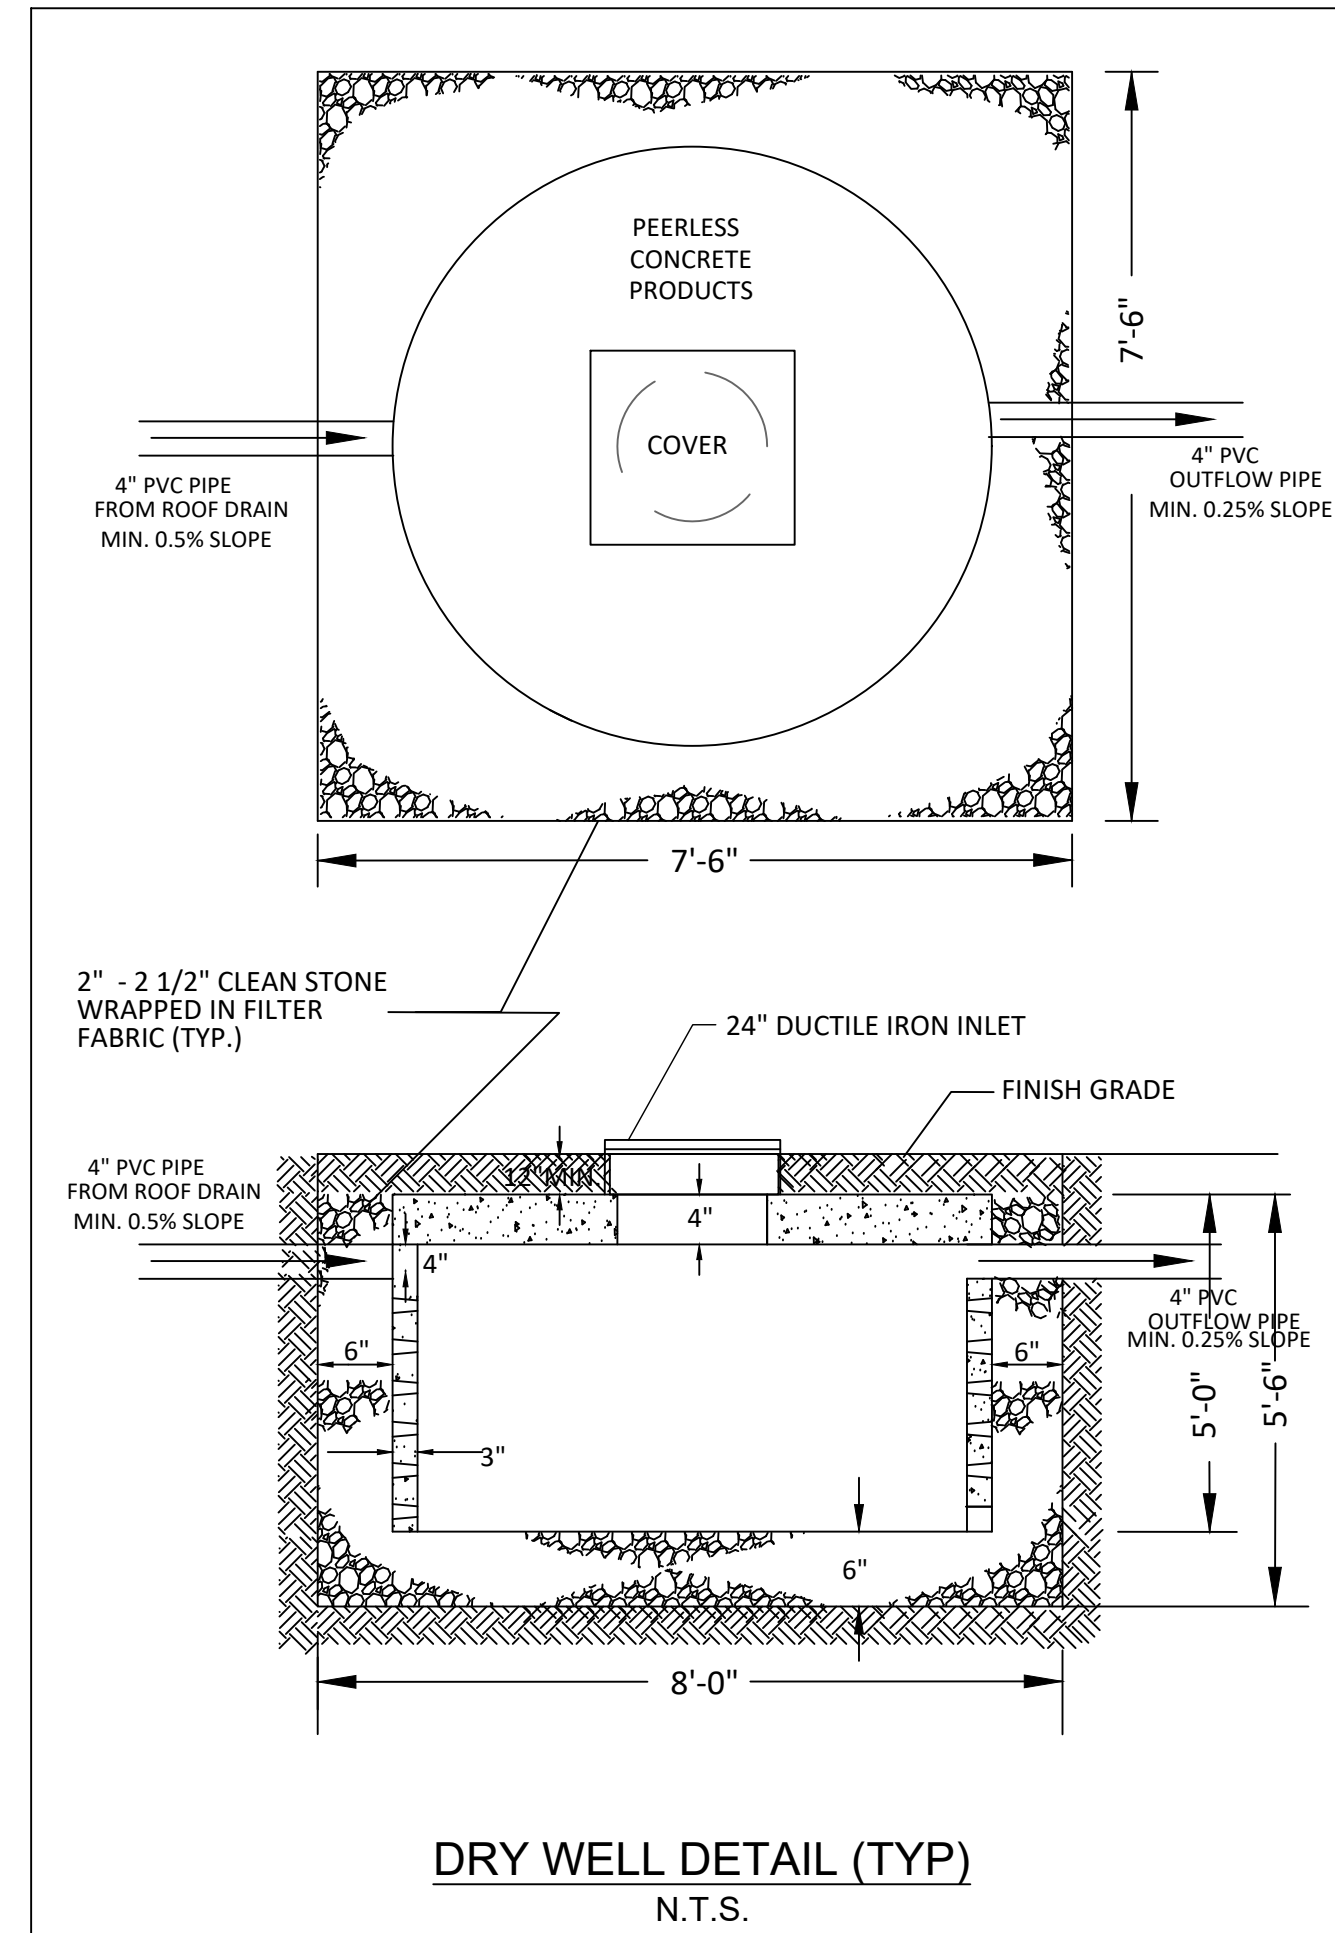 PEERLESS
CONCRETE
PRODUCTS
COVER
7'-6"
4" PVC PIPE
FROM ROOF DRAIN
MIN. 0.5% SLOPE
4" PVC
OUTFLOW PIPE
MIN. 0.25% SLOPE
7'-6"
2" - 2 1/2" CLEAN STONE
WRAPPED IN FILTER
FABRIC (TYP.)
24" DUCTILE IRON INLET
FINISH GRADE
4" PVC PIPE
FROM ROOF DRAIN
MIN. 0.5% SLOPE
12" MIN.
4"
4"
4" PVC
OUTFLOW PIPE
MIN. 0.25% SLOPE
6"
6"
5'-0"
5'-6"
3"
6"
8'-0"
DRY WELL DETAIL (TYP)
N.T.S.